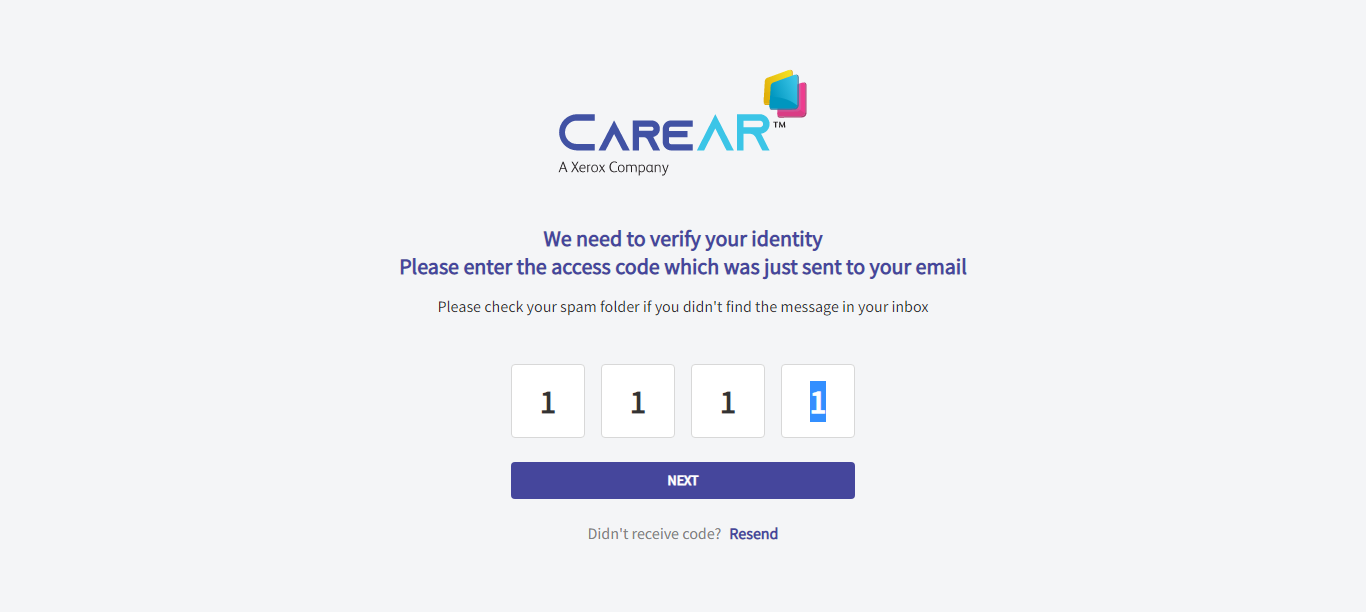 CAREAR™
A Xerox Company
We need to verify your identity
Please enter the access code which was just sent to your email
Please check your spam folder if you didn't find the message in your inbox
1 1 1 1
NEXT
Didn't receive code? Resend